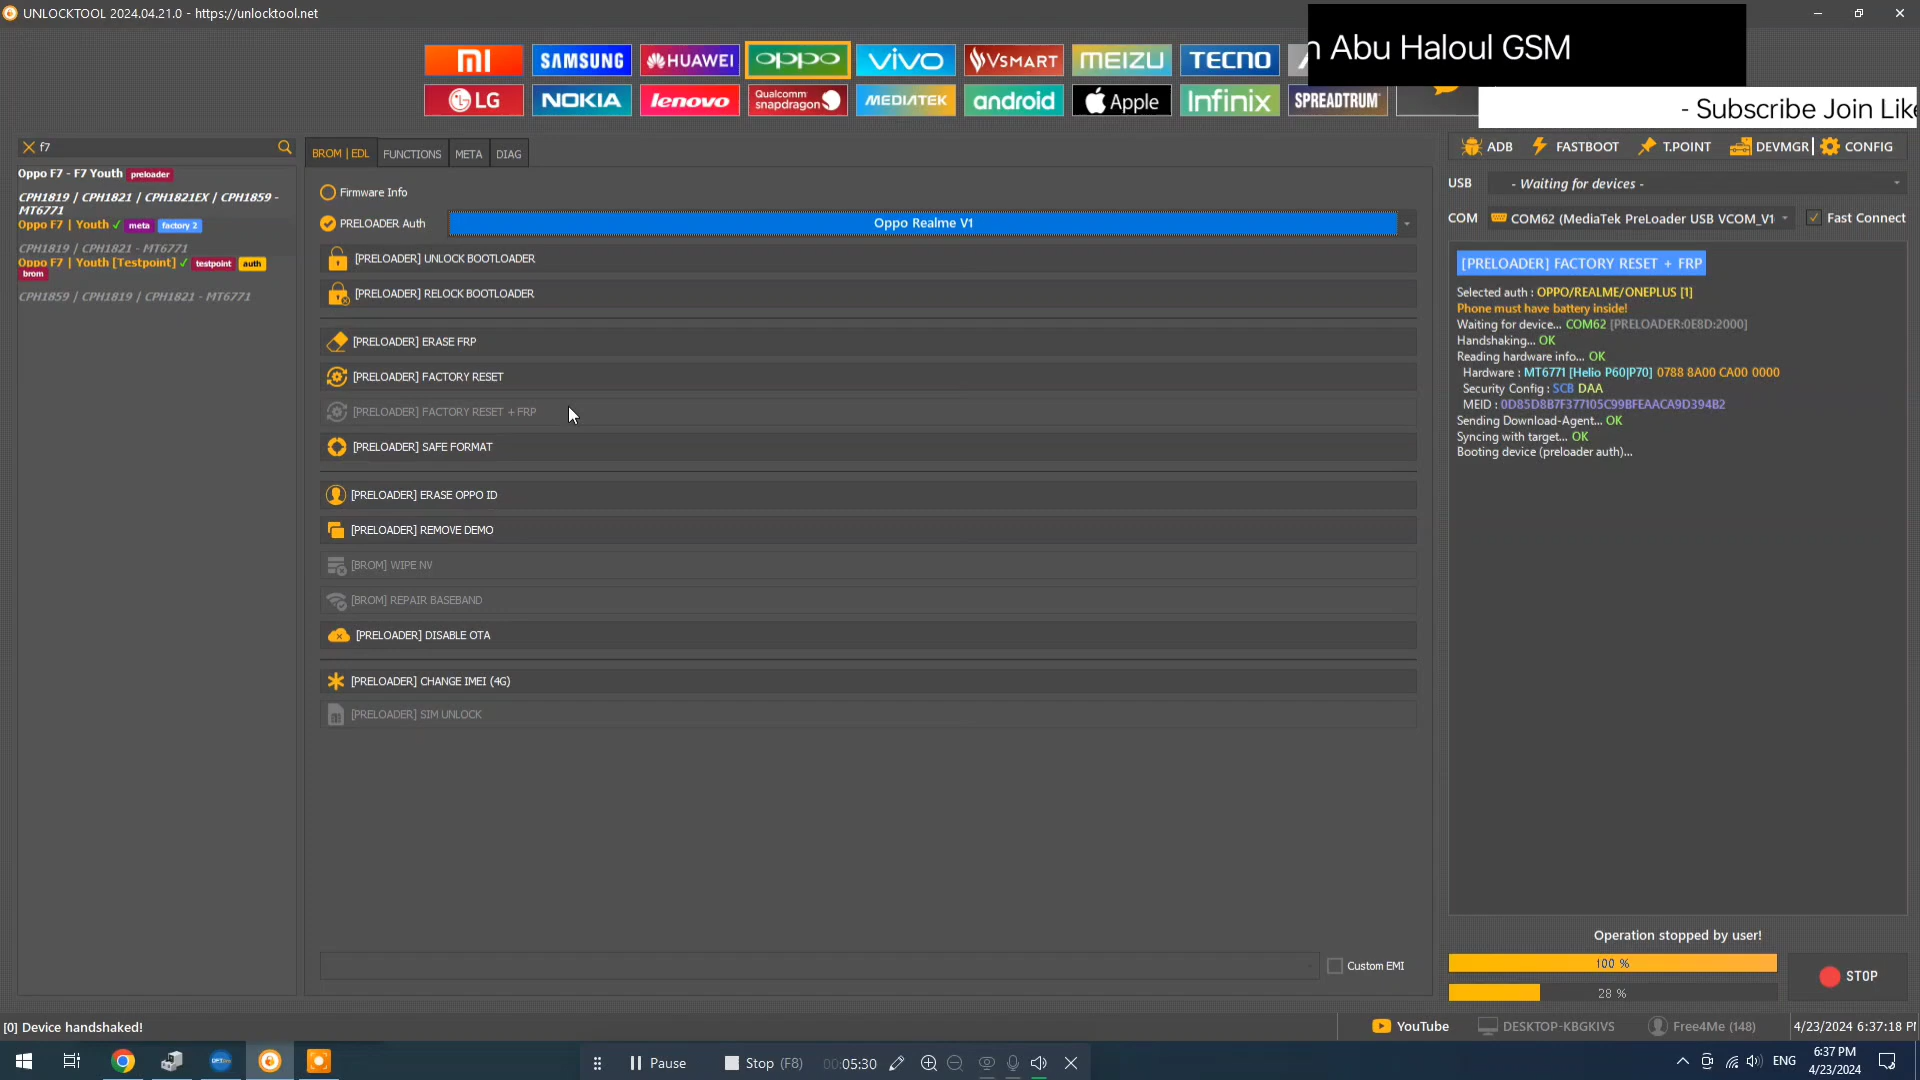 UNLOCKTOOL 2024.04.21.0 - https://unlocktool.net
Abu Haloul GSM
- Subscribe Join Like
MI
SAMSUNG
HUAWEI
oppo
vivo
VSMART
MEIZU
TECNO
LG
NOKIA
lenovo
Qualcomm
snapdragon
MEDIATEK
android
Apple
Infinix
SPREADTRUM
f7
Oppo F7 - F7 Youth preloader
CPH1819 / CPH1821 / CPH1821EX / CPH1859 -
MT6771
Oppo F7 | Youth ✓ meta factory 2
CPH1819 / CPH1821 - MT6771
Oppo F7 | Youth [Testpoint] ✓ testpoint auth
brom
CPH1859 / CPH1819 / CPH1821 - MT6771
BROM | EDL FUNCTIONS META DIAG
Firmware Info
PRELOADER Auth Oppo Realme V1
[PRELOADER] UNLOCK BOOTLOADER
[PRELOADER] RELOCK BOOTLOADER
[PRELOADER] ERASE FRP
[PRELOADER] FACTORY RESET
[PRELOADER] FACTORY RESET + FRP
[PRELOADER] SAFE FORMAT
[PRELOADER] ERASE OPPO ID
[PRELOADER] REMOVE DEMO
[BROM] WIPE NV
[BROM] REPAIR BASEBAND
[PRELOADER] DISABLE OTA
[PRELOADER] CHANGE IMEI (4G)
[PRELOADER] SIM UNLOCK
Custom EMI
ADB FASTBOOT T.POINT DEVMGR CONFIG
USB - Waiting for devices -
COM COM62 (MediaTek PreLoader USB VCOM_V1 Fast Connect
[PRELOADER] FACTORY RESET + FRP
Selected auth : OPPO/REALME/ONEPLUS [1]
Phone must have battery inside!
Waiting for device... COM62 [PRELOADER:0E8D:2000]
Handshaking... OK
Reading hardware info... OK
Hardware : MT6771 [Helio P60|P70] 0788 8A00 CA00 0000
Security Config : SCB DAA
MEID : 0D85D8B7F377105C99BFEAACA9D394B2
Sending Download-Agent... OK
Syncing with target... OK
Booting device (preloader auth)...
Operation stopped by user!
100 %
28 %
STOP
[0] Device handshaked!
YouTube DESKTOP-KBGKIVS Free4Me (148) 4/23/2024 6:37:18 PM
Pause Stop (F8) 00:05:30
ENG
6:37 PM
4/23/2024